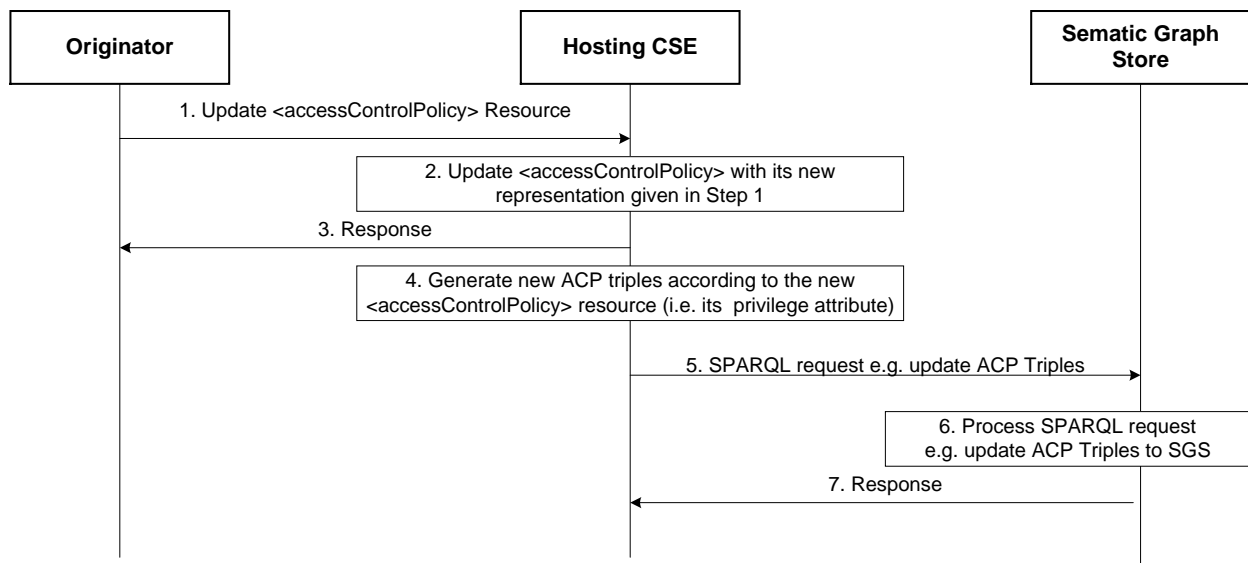 Originator
Hosting CSE
Sematic Graph
Store
1. Update <accessControlPolicy> Resource
2. Update <accessControlPolicy> with its new
representation given in Step 1
3. Response
4. Generate new ACP triples according to the new
<accessControlPolicy> resource (i.e. its privilege attribute)
5. SPARQL request e.g. update ACP Triples
6. Process SPARQL request
e.g. update ACP Triples to SGS
7. Response